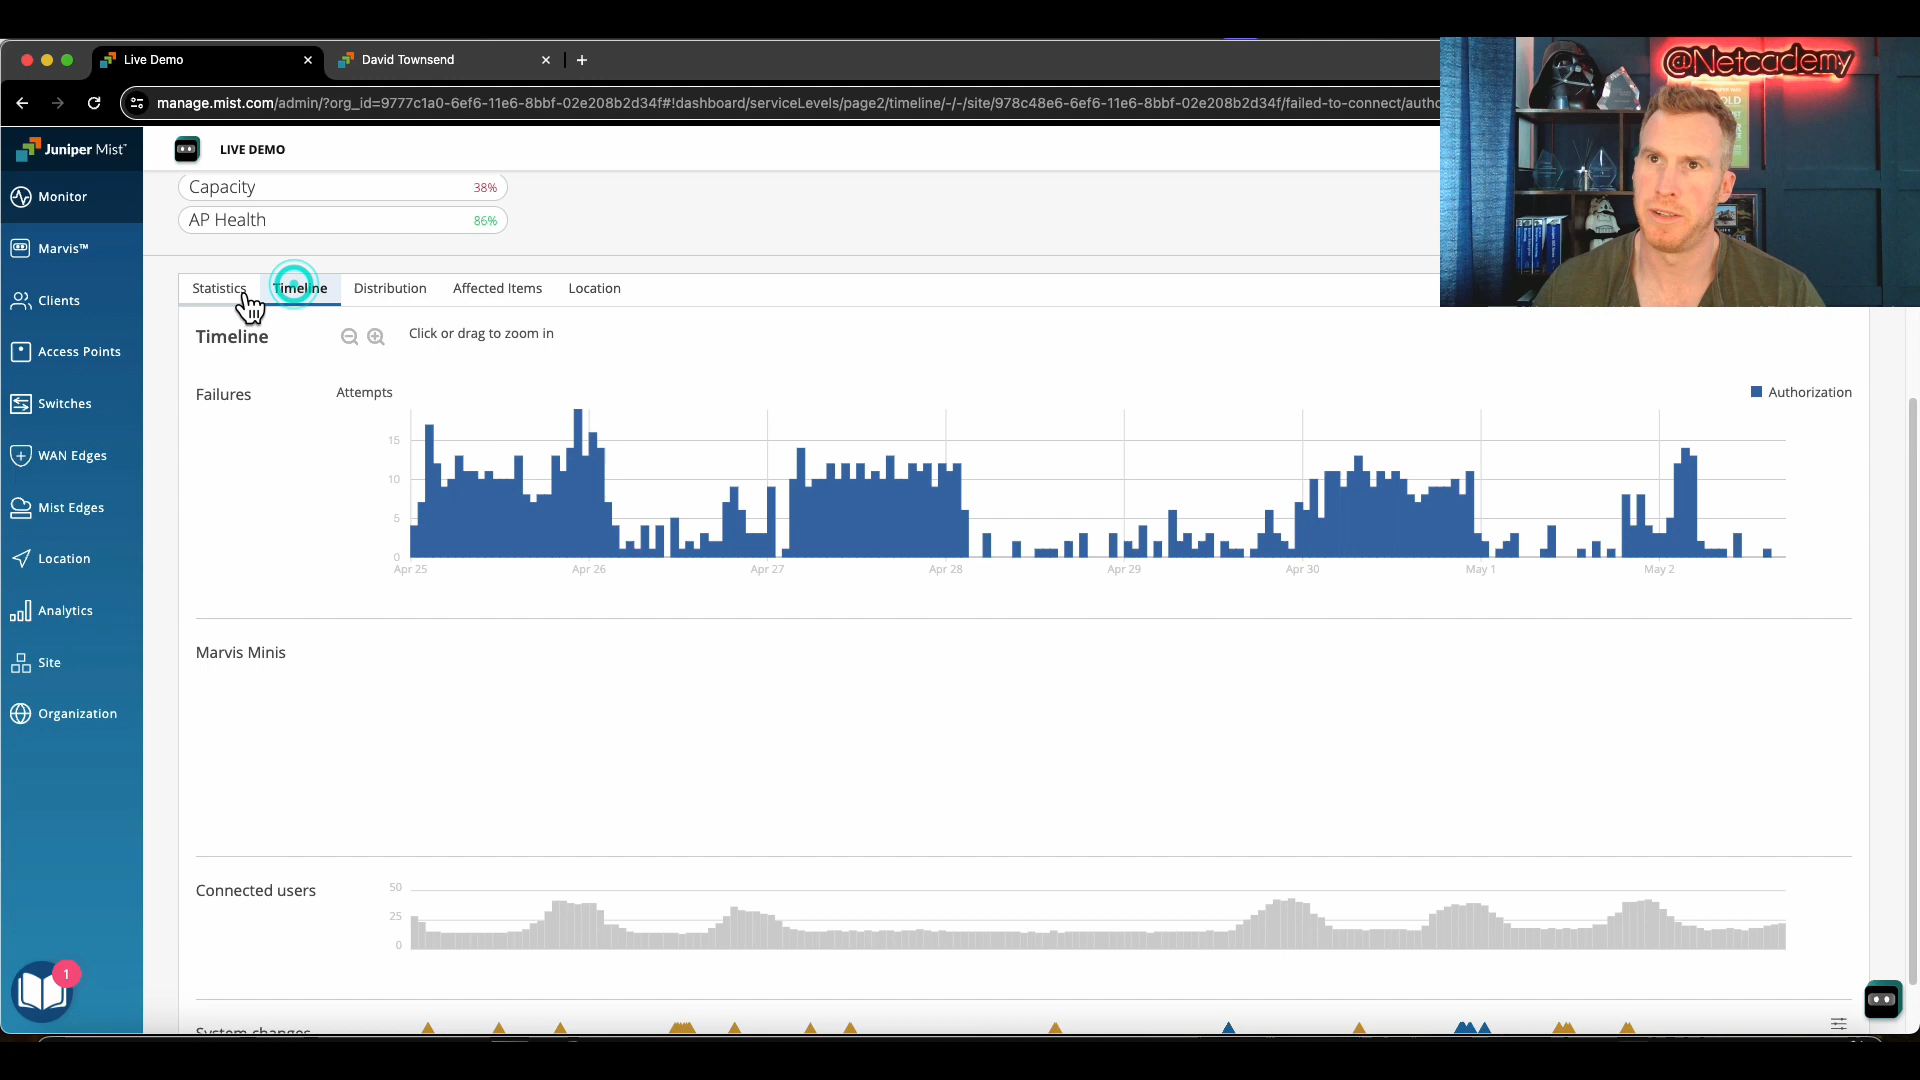 Live Demo
David Townsend
manage.mist.com/admin/?org_id=9777c1a0-6ef6-11e6-8bbf-02e208b2d34f#!dashboard/serviceLevels/page2/timeline/-/-/site/978c48e6-6ef6-11e6-8bbf-02e208b2d34f/failed-to-connect/autho
@Netcademy
Juniper Mist™
LIVE DEMO
Monitor
Marvis™
Clients
Access Points
Switches
WAN Edges
Mist Edges
Location
Analytics
Site
Organization
1
Capacity 38%
AP Health 86%
Statistics Timeline Distribution Affected Items Location
Timeline Click or drag to zoom in
Failures Attempts Authorization
15
10
5
0
Apr 25 Apr 26 Apr 27 Apr 28 Apr 29 Apr 30 May 1 May 2
Marvis Minis
Connected users
50
25
0
System changes